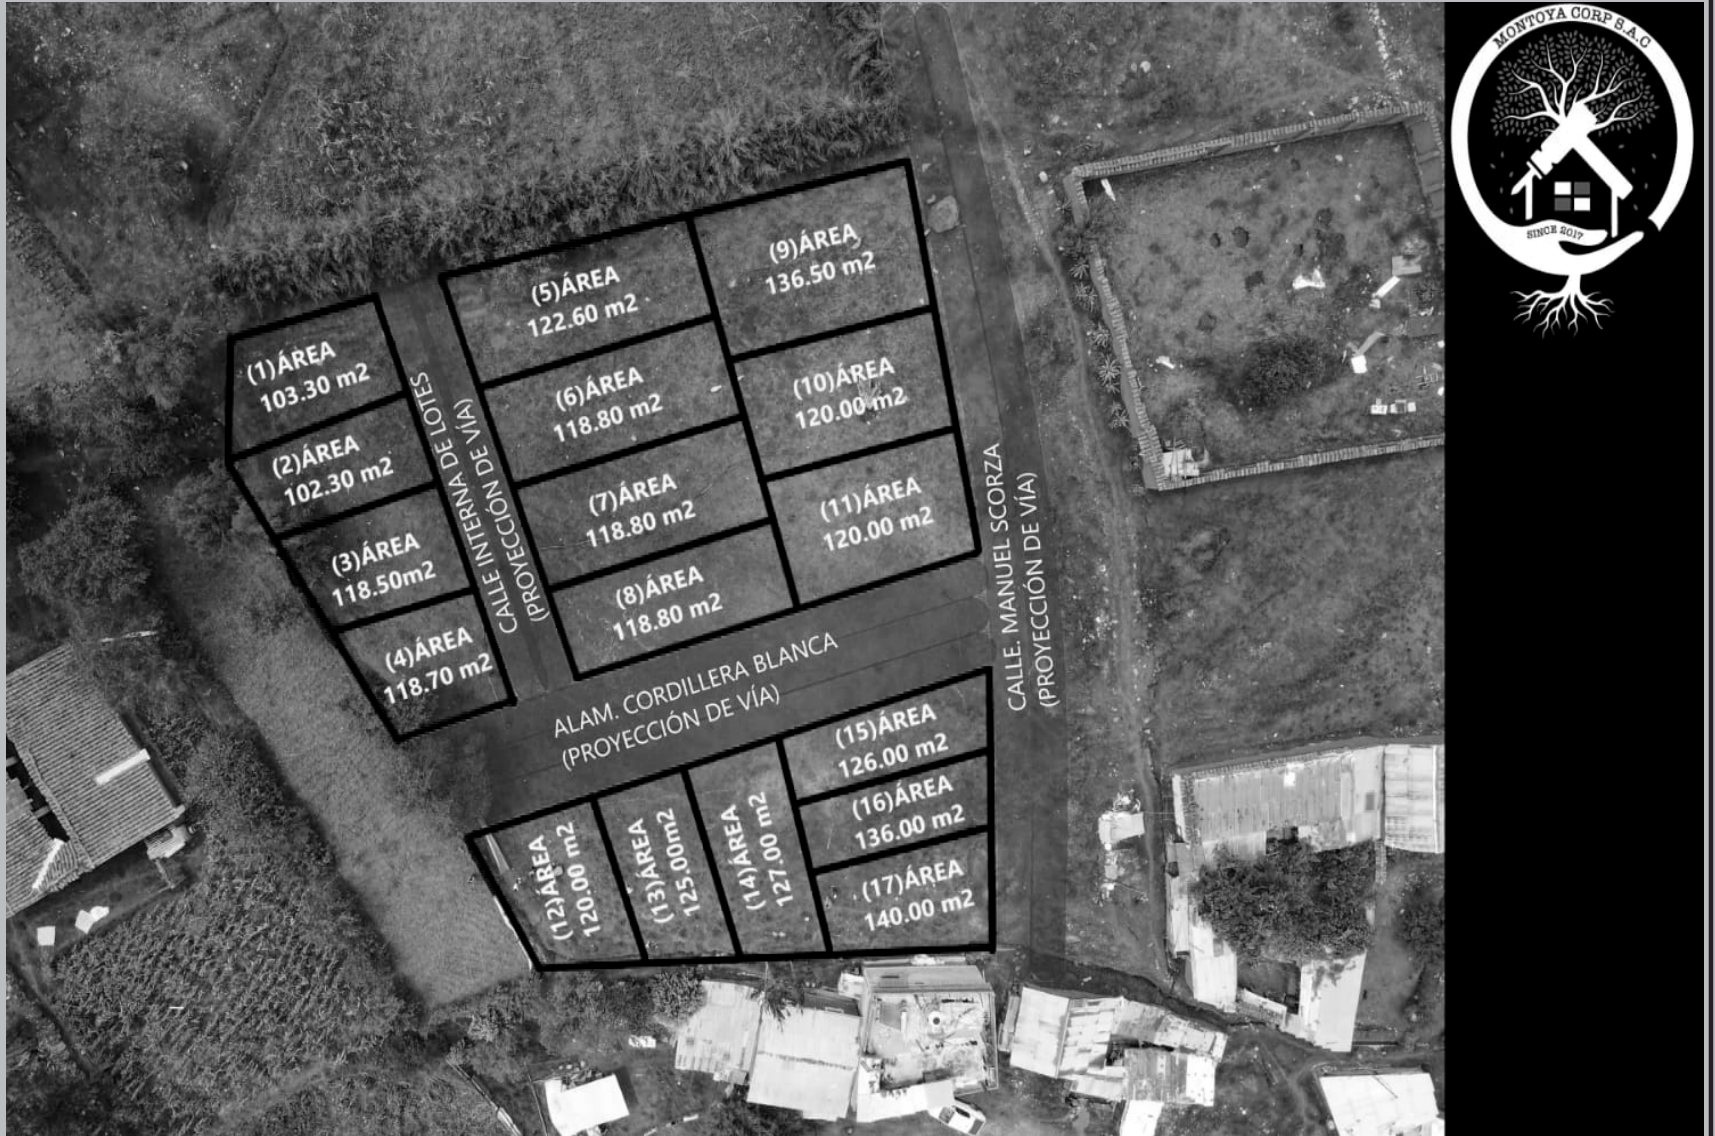 MONTOYA CORP S.A.C
SINCE 2017
(1)ÁREA
103.30 m2
(2)ÁREA
102.30 m2
(3)ÁREA
118.50m2
(4)ÁREA
118.70 m2
CALLE INTERNA DE LOTES
(PROYECCIÓN DE VÍA)
(5)ÁREA
122.60 m2
(6)ÁREA
118.80 m2
(7)ÁREA
118.80 m2
(8)ÁREA
118.80 m2
(9)ÁREA
136.50 m2
(10)ÁREA
120.00 m2
(11)ÁREA
120.00 m2
CALLE. MANUEL SCORZA
(PROYECCIÓN DE VÍA)
ALAM. CORDILLERA BLANCA
(PROYECCIÓN DE VÍA)
(12)ÁREA
120.00 m2
(13)ÁREA
125.00m2
(14)ÁREA
127.00 m2
(15)ÁREA
126.00 m2
(16)ÁREA
136.00 m2
(17)ÁREA
140.00 m2